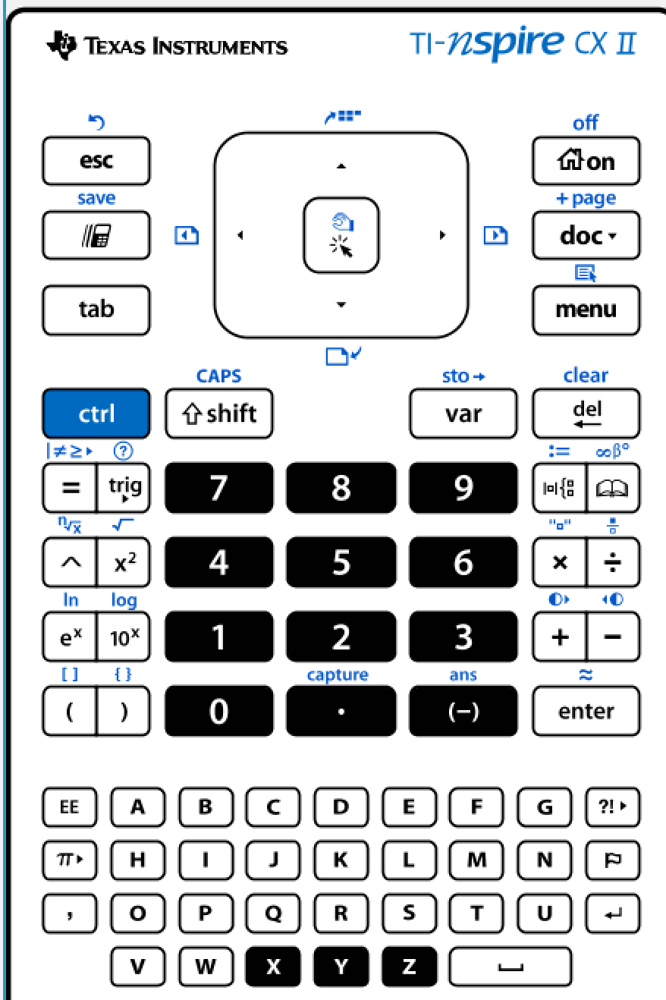 TEXAS INSTRUMENTS TI-nspire CX II
off
esc on
save + page
doc
tab menu
CAPS sto → clear
ctrl shift var del
|≠≥▸ ? := ∞β°
= trig 7 8 9 |▫|{
ⁿ√x √ "▫"
^ x² 4 5 6 × ÷
ln log
eˣ 10ˣ 1 2 3 + −
[ ] { } capture ans ≈
( ) 0 . (−) enter
EE A B C D E F G ?!▸
π▸ H I J K L M N
, O P Q R S T U
V W X Y Z